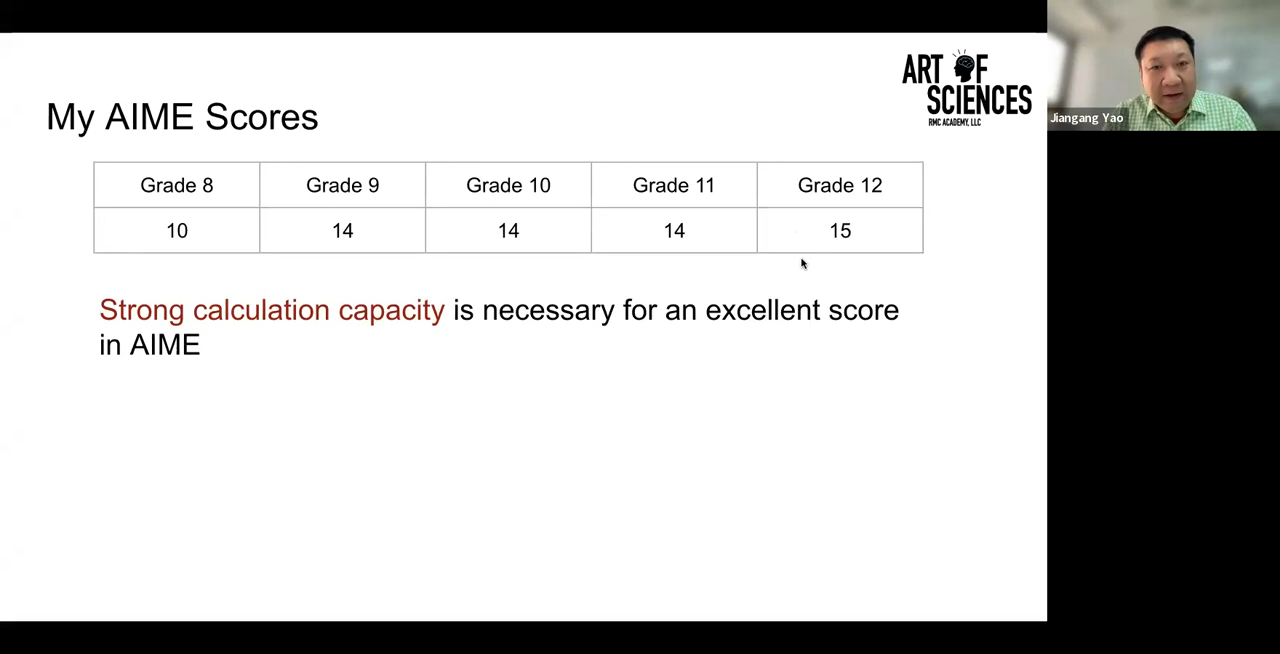 ART OF
SCIENCES
RMC ACADEMY, LLC
Jiangang Yao
My AIME Scores
Grade 8 Grade 9 Grade 10 Grade 11 Grade 12
10 14 14 14 15
Strong calculation capacity is necessary for an excellent score
in AIME